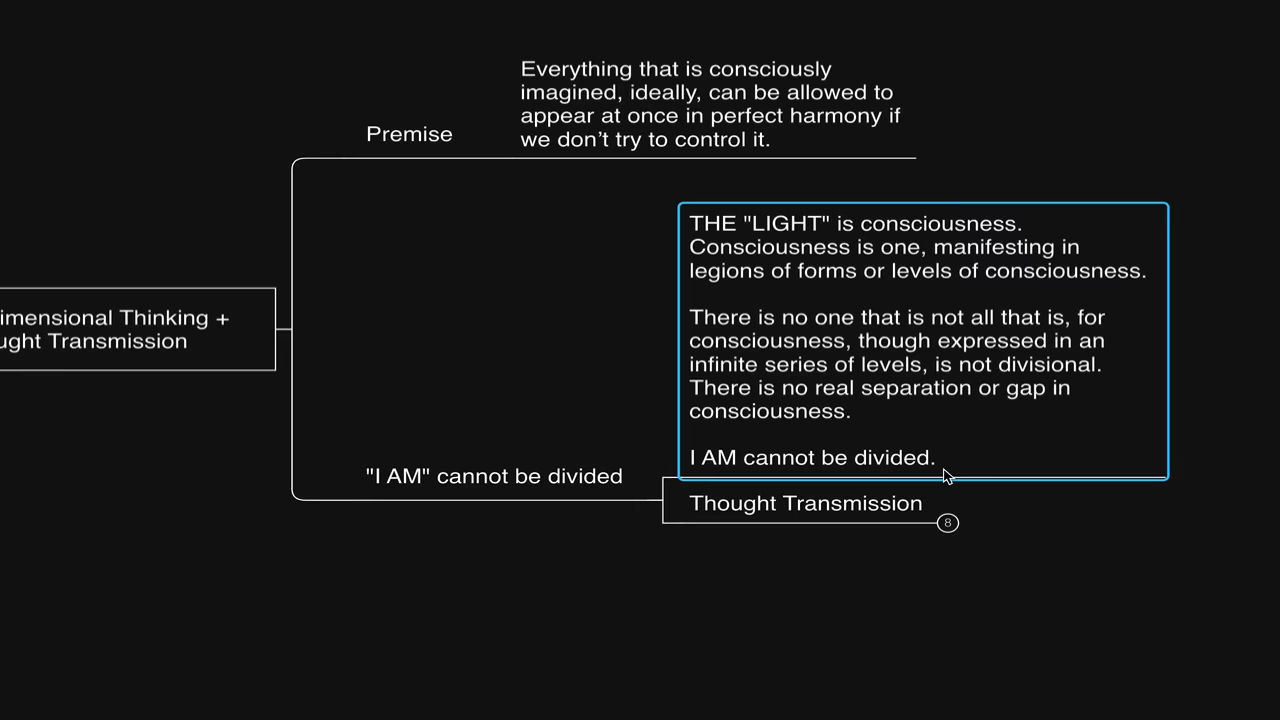 Everything that is consciously
imagined, ideally, can be allowed to
appear at once in perfect harmony if
we don’t try to control it.
Premise
THE "LIGHT" is consciousness.
Consciousness is one, manifesting in
legions of forms or levels of consciousness.
There is no one that is not all that is, for
consciousness, though expressed in an
infinite series of levels, is not divisional.
There is no real separation or gap in
consciousness.
I AM cannot be divided.
imensional Thinking +
ught Transmission
"I AM" cannot be divided
Thought Transmission
8